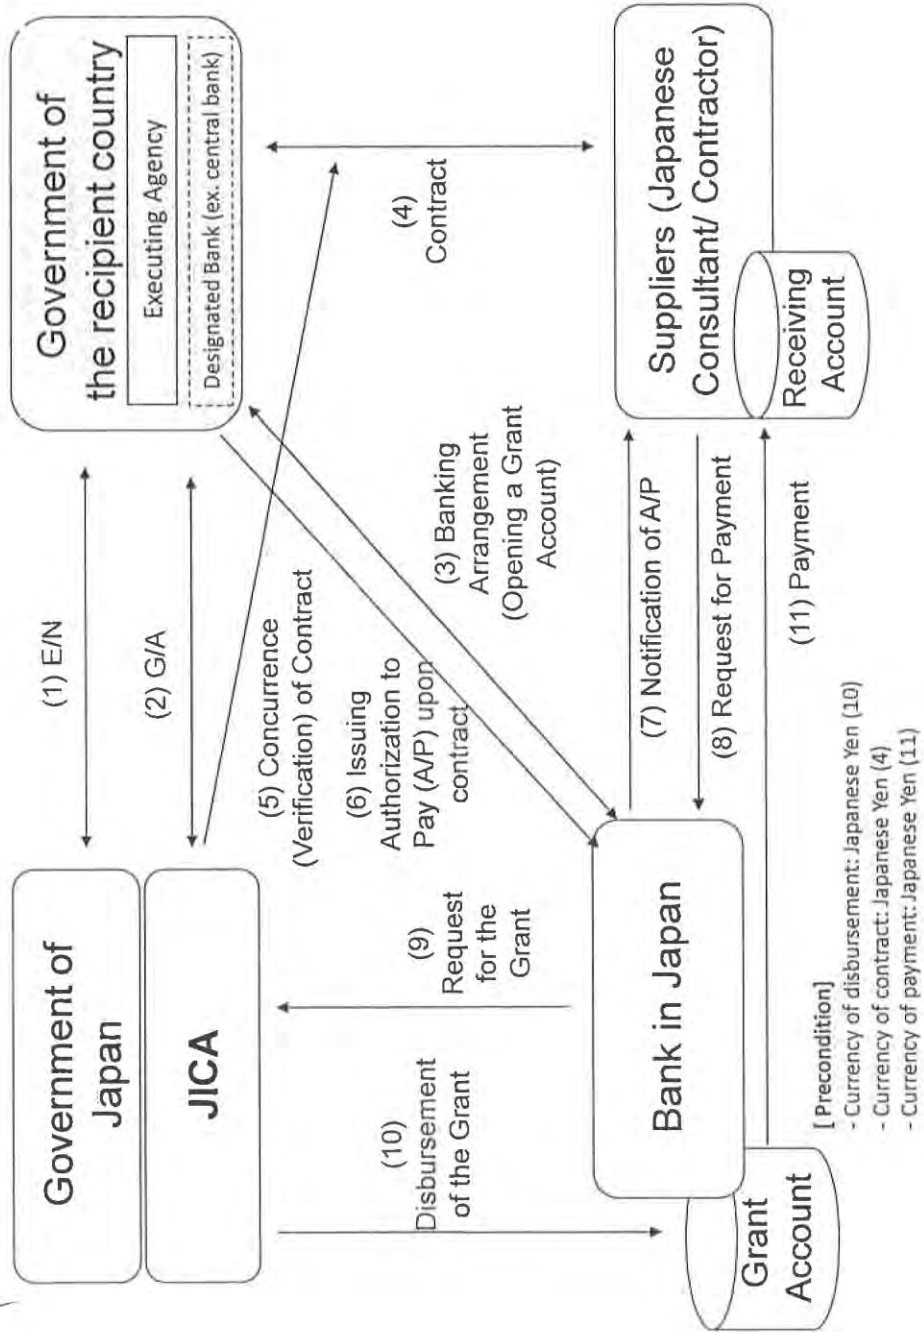 Government of
Japan
JICA
(1) E/N
(2) G/A
Government of
the recipient country
Executing Agency
Designated Bank (ex. central bank)
(5) Concurrence
(Verification) of Contract
(6) Issuing
Authorization to
Pay (A/P) upon
contract
(3) Banking
Arrangement
(Opening a Grant
Account)
(4)
Contract
(9)
Request
for the
Grant
(10)
Disbursement
of the Grant
Bank in Japan
Grant
Account
(7) Notification of A/P
(8) Request for Payment
(11) Payment
Suppliers (Japanese
Consultant/ Contractor)
Receiving
Account
[Precondition]
- Currency of disbursement: Japanese Yen (10)
- Currency of contract: Japanese Yen (4)
- Currency of payment: Japanese Yen (11)